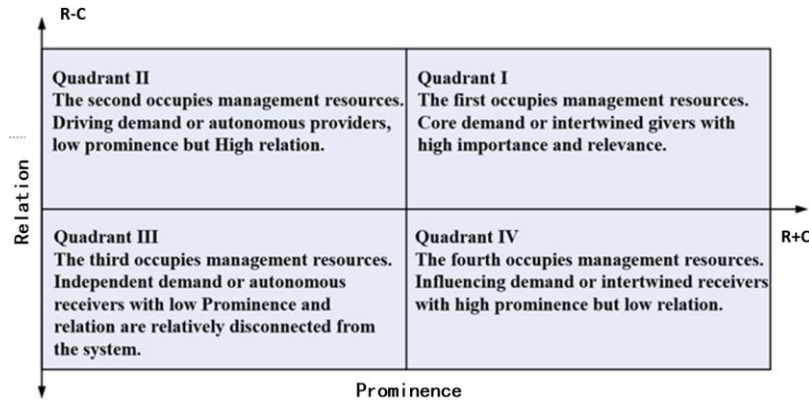 R-C
Quadrant II
The second occupies management resources.
Driving demand or autonomous providers,
low prominence but High relation.
Quadrant I
The first occupies management resources.
Core demand or intertwined givers with
high importance and relevance.
Relation
R+C
Quadrant III
The third occupies management resources.
Independent demand or autonomous
receivers with low Prominence and
relation are relatively disconnected from
the system.
Quadrant IV
The fourth occupies management resources.
Influencing demand or intertwined receivers
with high prominence but low relation.
Prominence